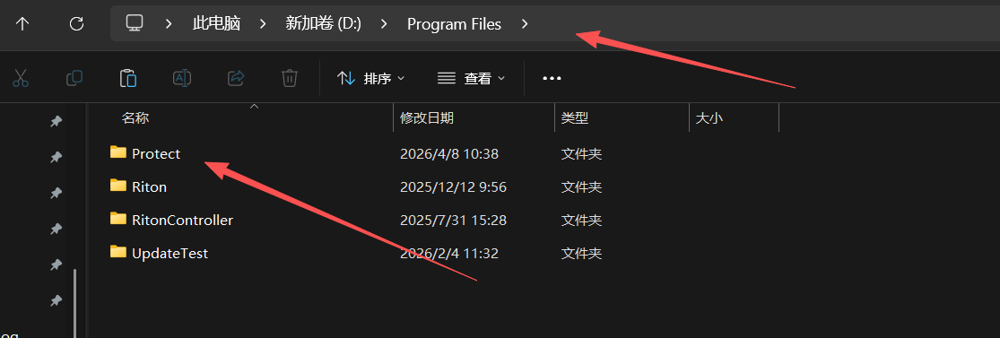 此电脑 > 新加卷 (D:) > Program Files >
排序 查看 •••
名称 修改日期 类型 大小
Protect 2026/4/8 10:38 文件夹
Riton 2025/12/12 9:56 文件夹
RitonController 2025/7/31 15:28 文件夹
UpdateTest 2026/2/4 11:32 文件夹